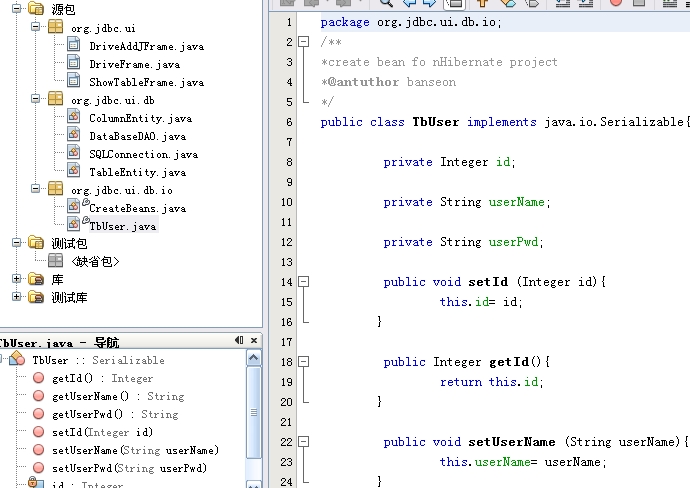 源包
org.jdbc.ui
DriveAddJFrame.java
DriveFrame.java
ShowTableFrame.java
org.jdbc.ui.db
ColumnEntity.java
DataBaseDAO.java
SQLConnection.java
TableEntity.java
org.jdbc.ui.db.io
CreateBeans.java
TbUser.java
测试包
<缺省包>
库
测试库
TbUser.java - 导航
TbUser :: Serializable
getId() : Integer
getUserName() : String
getUserPwd() : String
setId(Integer id)
setUserName(String userName)
setUserPwd(String userPwd)
id : Integer
1 package org.jdbc.ui.db.io;
2 /**
3 *create bean fo nHibernate project
4 *@antuthor banseon
5 */
6 public class TbUser implements java.io.Serializable{
7
8 private Integer id;
9
10 private String userName;
11
12 private String userPwd;
13
14 public void setId (Integer id){
15 this.id= id;
16 }
17
18 public Integer getId(){
19 return this.id;
20 }
21
22 public void setUserName (String userName){
23 this.userName= userName;
24 }